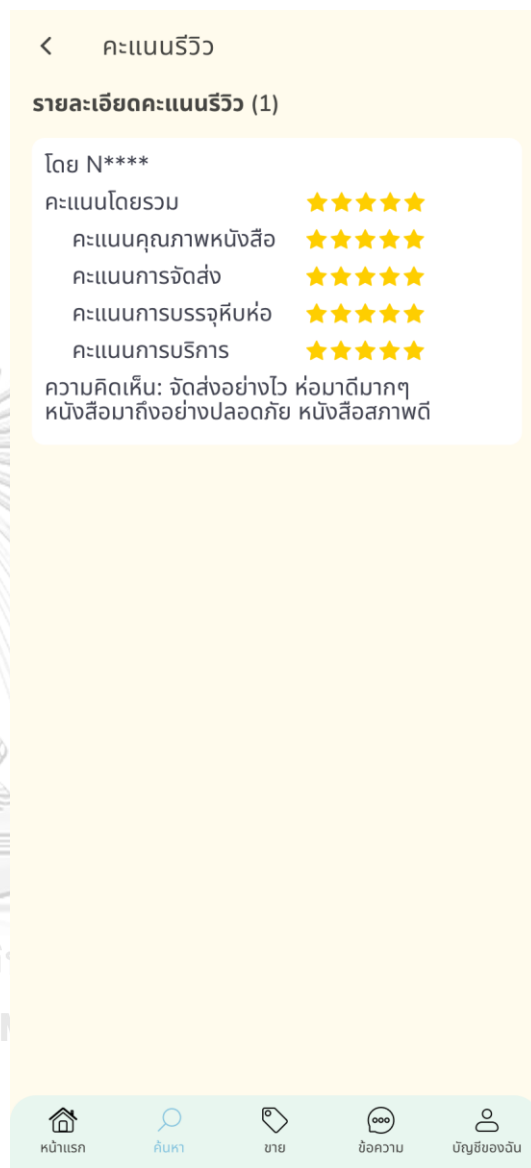 คะแนนรีวิว
รายละเอียดคะแนนรีวิว (1)
โดย N****
คะแนนโดยรวม
คะแนนคุณภาพหนังสือ
คะแนนการจัดส่ง
คะแนนการบรรจุหีบห่อ
คะแนนการบริการ
ความคิดเห็น: จัดส่งอย่างไว ห่อมาดีมากๆ
หนังสือมาถึงอย่างปลอดภัย หนังสือสภาพดี
หน้าแรก ค้นหา ขาย ข้อความ บัญชีของฉัน